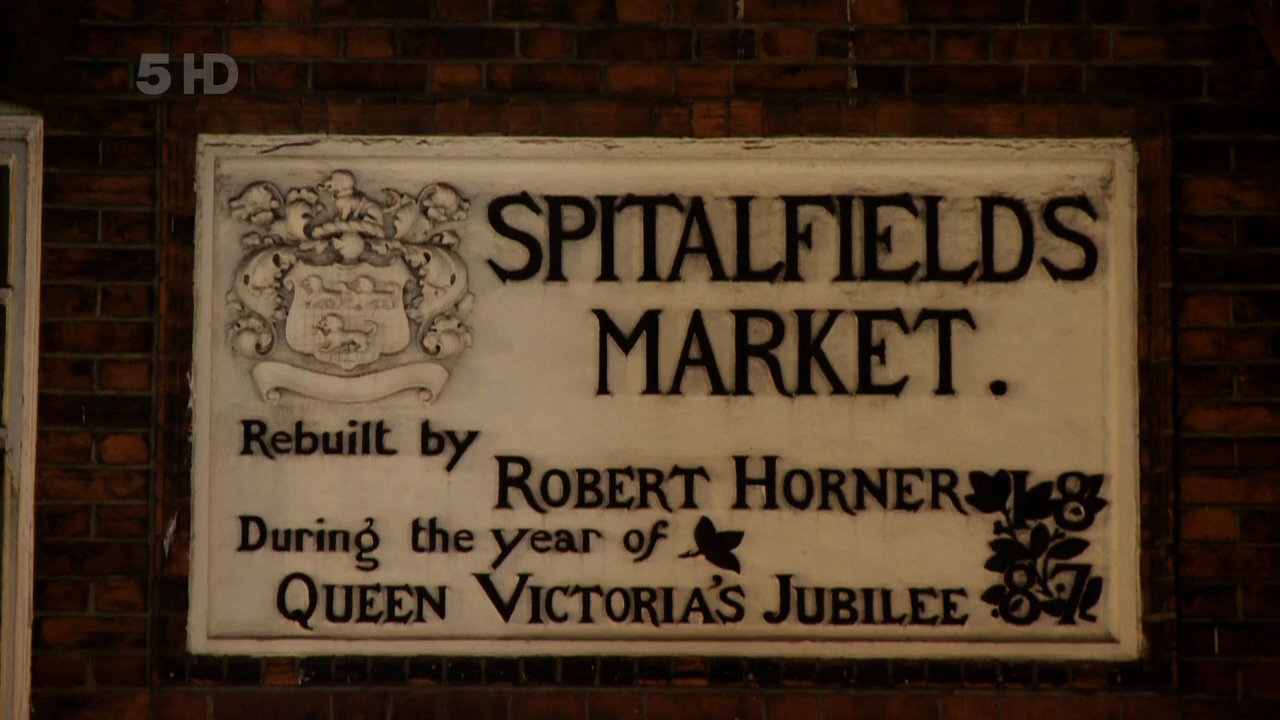 5 HD
SPITALFIELDS
MARKET.
Rebuilt by
ROBERT HORNER 18
During the year of
QUEEN VICTORIA'S JUBILEE 87